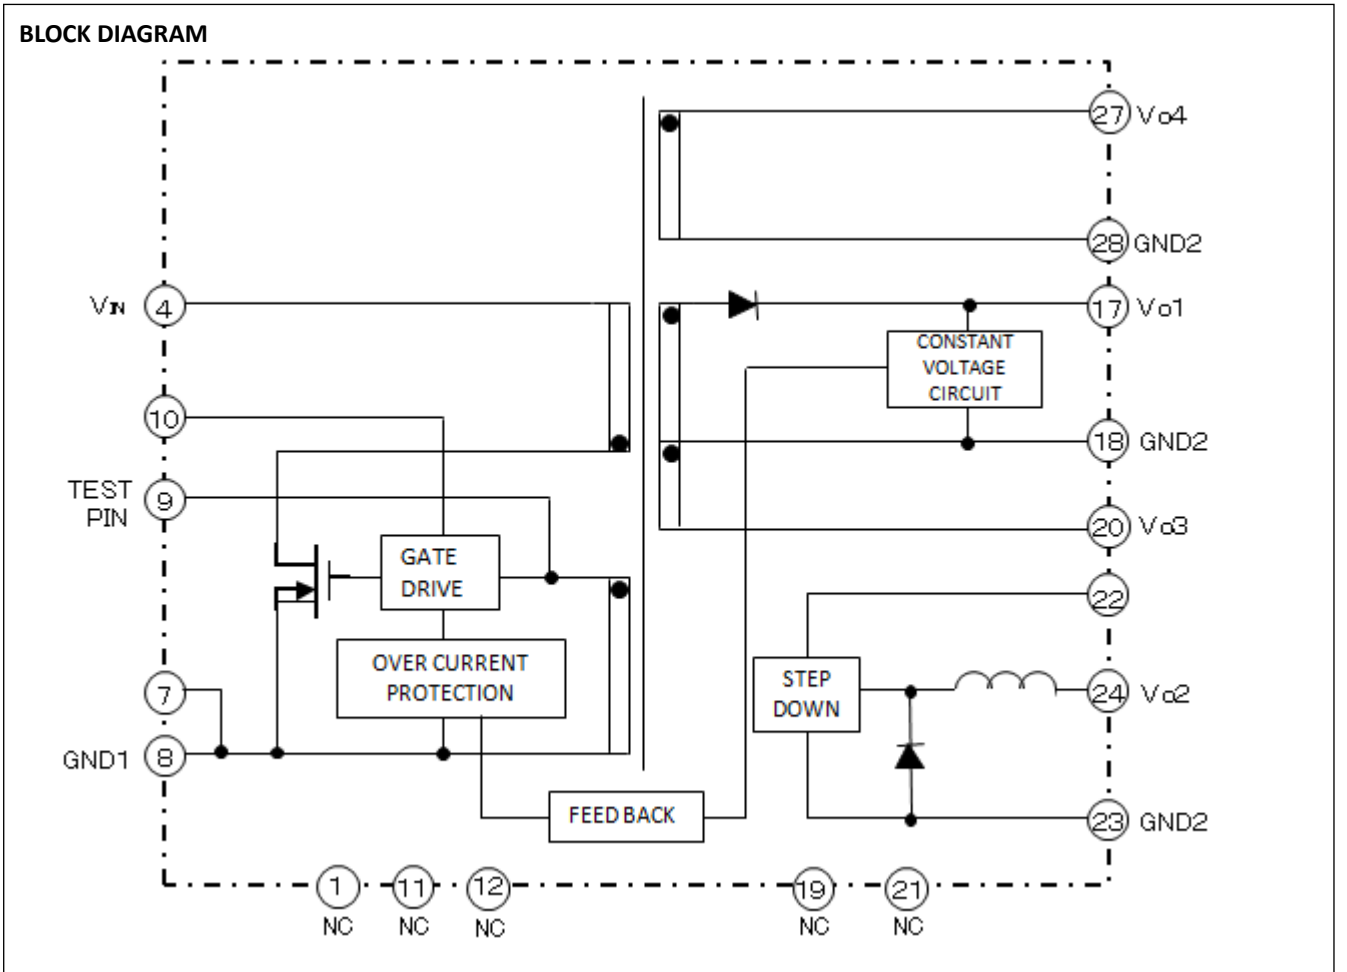 BLOCK DIAGRAM
27 Vo4
28 GND2
VIN 4
17 Vo1
CONSTANT
VOLTAGE
CIRCUIT
10
18 GND2
TEST
PIN
9
20 Vo3
GATE
DRIVE
22
OVER CURRENT
PROTECTION
STEP
DOWN
7
24 Vo2
GND1 8
FEED BACK
23 GND2
1
NC
11
NC
12
NC
19
NC
21
NC